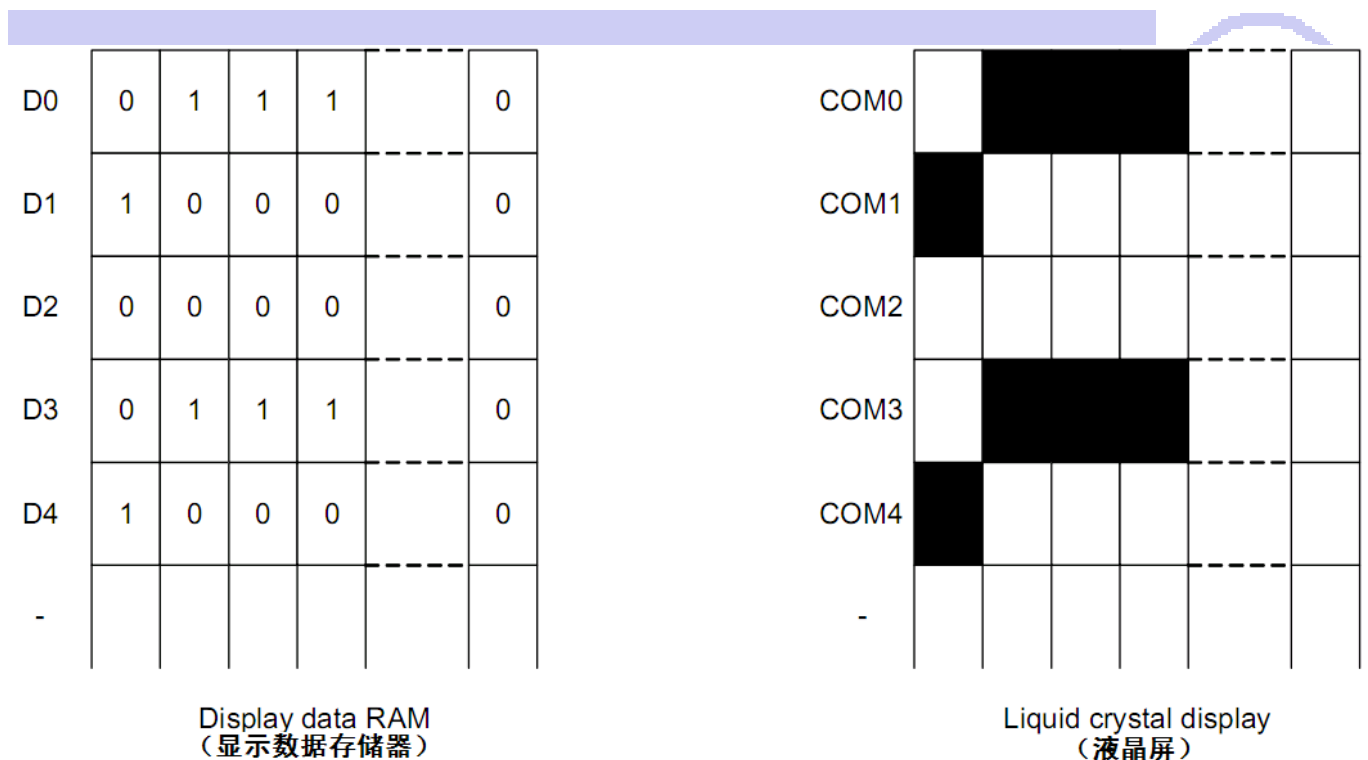 D0 0 1 1 1 0 COM0
D1 1 0 0 0 0 COM1
D2 0 0 0 0 0 COM2
D3 0 1 1 1 0 COM3
D4 1 0 0 0 0 COM4
- -
Display data RAM Liquid crystal display
（显示数据存储器） （液晶屏）